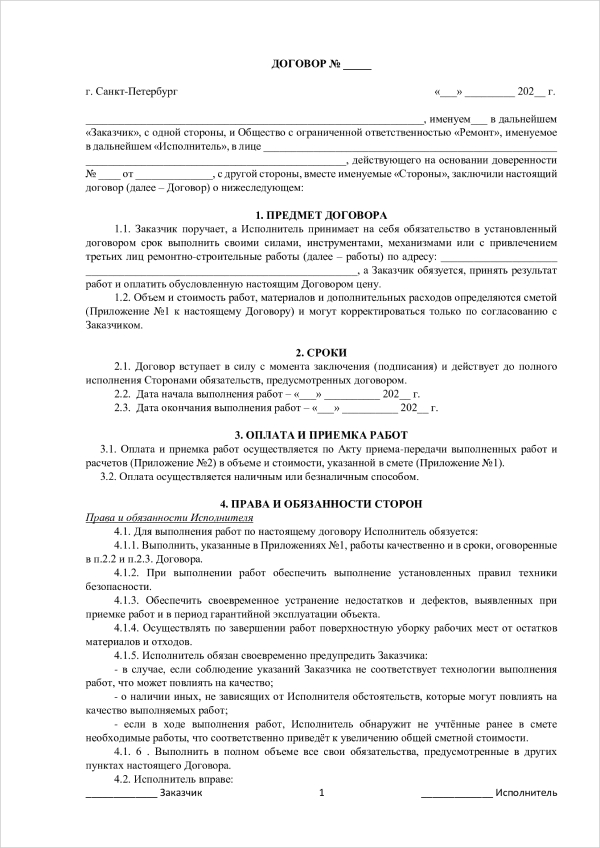 ДОГОВОР № _____
г. Санкт-Петербург «___» _________ 202__ г.
_______________________________________________________________, именуем___ в дальнейшем
«Заказчик», с одной стороны, и Общество с ограниченной ответственностью «Ремонт», именуемое
в дальнейшем «Исполнитель», в лице ______________________________________________________
_________________________________________________, действующего на основании доверенности
№ ____ от _______________, с другой стороны, вместе именуемые «Стороны», заключили настоящий
договор (далее – Договор) о нижеследующем:
1. ПРЕДМЕТ ДОГОВОРА
1.1. Заказчик поручает, а Исполнитель принимает на себя обязательство в установленный
договором срок выполнить своими силами, инструментами, механизмами или с привлечением
третьих лиц ремонтно-строительные работы (далее – работы) по адресу: ______________________
___________________________________________________, а Заказчик обязуется, принять результат
работ и оплатить обусловленную настоящим Договором цену.
1.2. Объем и стоимость работ, материалов и дополнительных расходов определяются сметой
(Приложение №1 к настоящему Договору) и могут корректироваться только по согласованию с
Заказчиком.
2. СРОКИ
2.1. Договор вступает в силу с момента заключения (подписания) и действует до полного
исполнения Сторонами обязательств, предусмотренных договором.
2.2. Дата начала выполнения работ – «___» __________ 202__ г.
2.3. Дата окончания выполнения работ – «___» __________ 202__ г.
3. ОПЛАТА И ПРИЕМКА РАБОТ
3.1. Оплата и приемка работ осуществляется по Акту приема-передачи выполненных работ и
расчетов (Приложение №2) в объеме и стоимости, указанной в смете (Приложение №1).
3.2. Оплата осуществляется наличным или безналичным способом.
4. ПРАВА И ОБЯЗАННОСТИ СТОРОН
Права и обязанности Исполнителя
4.1. Для выполнения работ по настоящему договору Исполнитель обязуется:
4.1.1. Выполнить, указанные в Приложениях №1, работы качественно и в сроки, оговоренные
в п.2.2 и п.2.3. Договора.
4.1.2. При выполнении работ обеспечить выполнение установленных правил техники
безопасности.
4.1.3. Обеспечить своевременное устранение недостатков и дефектов, выявленных при
приемке работ и в период гарантийной эксплуатации объекта.
4.1.4. Осуществлять по завершении работ поверхностную уборку рабочих мест от остатков
материалов и отходов.
4.1.5. Исполнитель обязан своевременно предупредить Заказчика:
- в случае, если соблюдение указаний Заказчика не соответствует технологии выполнения
работ, что может повлиять на качество;
- о наличии иных, не зависящих от Исполнителя обстоятельств, которые могут повлиять на
качество выполняемых работ;
- если в ходе выполнения работ, Исполнитель обнаружит не учтённые ранее в смете
необходимые работы, что соответственно приведёт к увеличению общей сметной стоимости.
4.1. 6 . Выполнить в полном объеме все свои обязательства, предусмотренные в других
пунктах настоящего Договора.
4.2. Исполнитель вправе:
_____________ Заказчик 1 _____________ Исполнитель